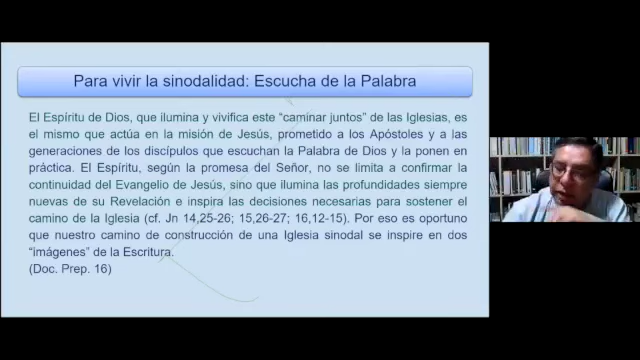 Para vivir la sinodalidad: Escucha de la Palabra
El Espíritu de Dios, que ilumina y vivifica este “caminar juntos” de las Iglesias, es
el mismo que actúa en la misión de Jesús, prometido a los Apóstoles y a las
generaciones de los discípulos que escuchan la Palabra de Dios y la ponen en
práctica. El Espíritu, según la promesa del Señor, no se limita a confirmar la
continuidad del Evangelio de Jesús, sino que ilumina las profundidades siempre
nuevas de su Revelación e inspira las decisiones necesarias para sostener el
camino de la Iglesia (cf. Jn 14,25-26; 15,26-27; 16,12-15). Por eso es oportuno
que nuestro camino de construcción de una Iglesia sinodal se inspire en dos
“imágenes” de la Escritura.
(Doc. Prep. 16)